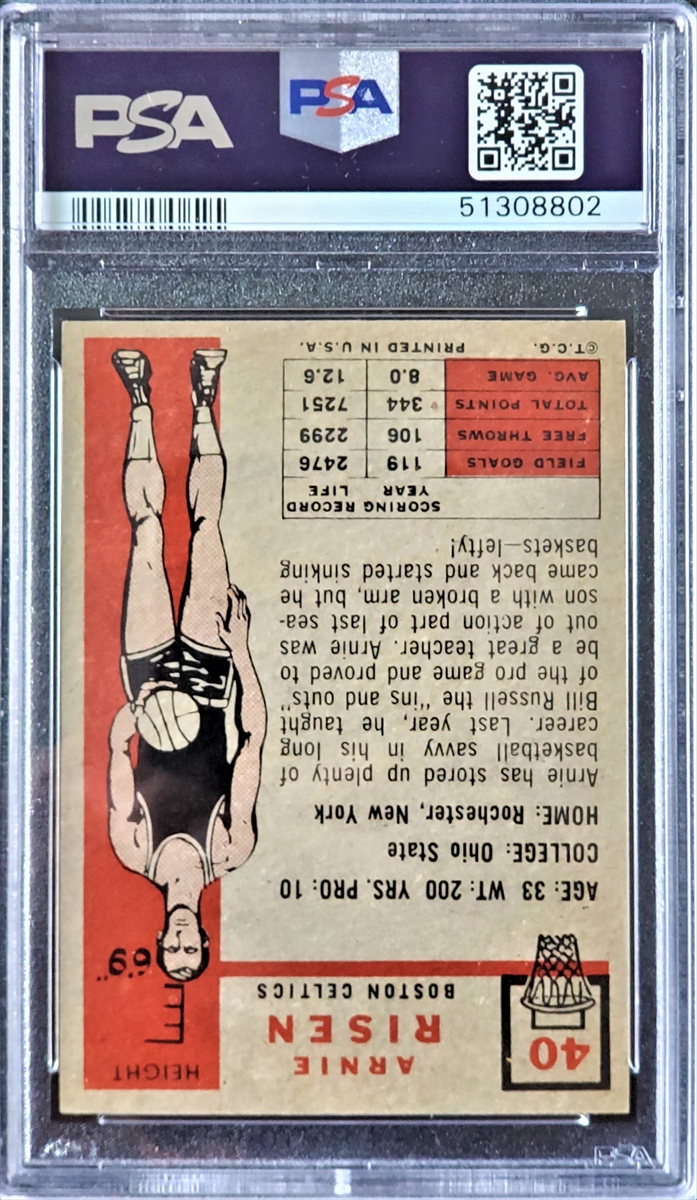 PSA
PSA
51308802
40
ARNIE
RISEN
BOSTON CELTICS
HEIGHT
6'9"
AGE: 33 WT: 200 YRS. PRO: 10
COLLEGE: Ohio State
HOME: Rochester, New York
Arnie has stored up plenty of
basketball savvy in his long
career. Last year, he taught
Bill Russell the "ins and outs"
of the pro game and proved to
be a great teacher. Arnie was
out of action part of last sea-
son with a broken arm, but he
came back and started sinking
baskets—lefty!
SCORING RECORD
YEAR LIFE
FIELD GOALS 119 2476
FREE THROWS 106 2299
TOTAL POINTS 344 7251
AVG. GAME 8.0 12.6
©T.C.G. PRINTED IN U.S.A.
PSA